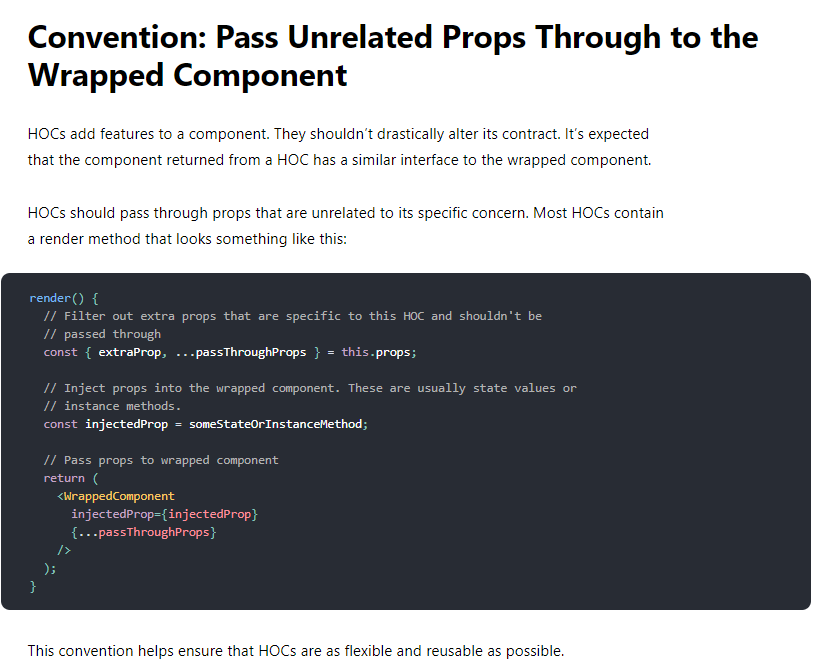 Convention: Pass Unrelated Props Through to the
Wrapped Component
HOCs add features to a component. They shouldn’t drastically alter its contract. It’s expected
that the component returned from a HOC has a similar interface to the wrapped component.
HOCs should pass through props that are unrelated to its specific concern. Most HOCs contain
a render method that looks something like this:
render() {
  // Filter out extra props that are specific to this HOC and shouldn't be
  // passed through
  const { extraProp, ...passThroughProps } = this.props;
  // Inject props into the wrapped component. These are usually state values or
  // instance methods.
  const injectedProp = someStateOrInstanceMethod;
  // Pass props to wrapped component
  return (
    <WrappedComponent
      injectedProp={injectedProp}
      {...passThroughProps}
    />
  );
}
This convention helps ensure that HOCs are as flexible and reusable as possible.